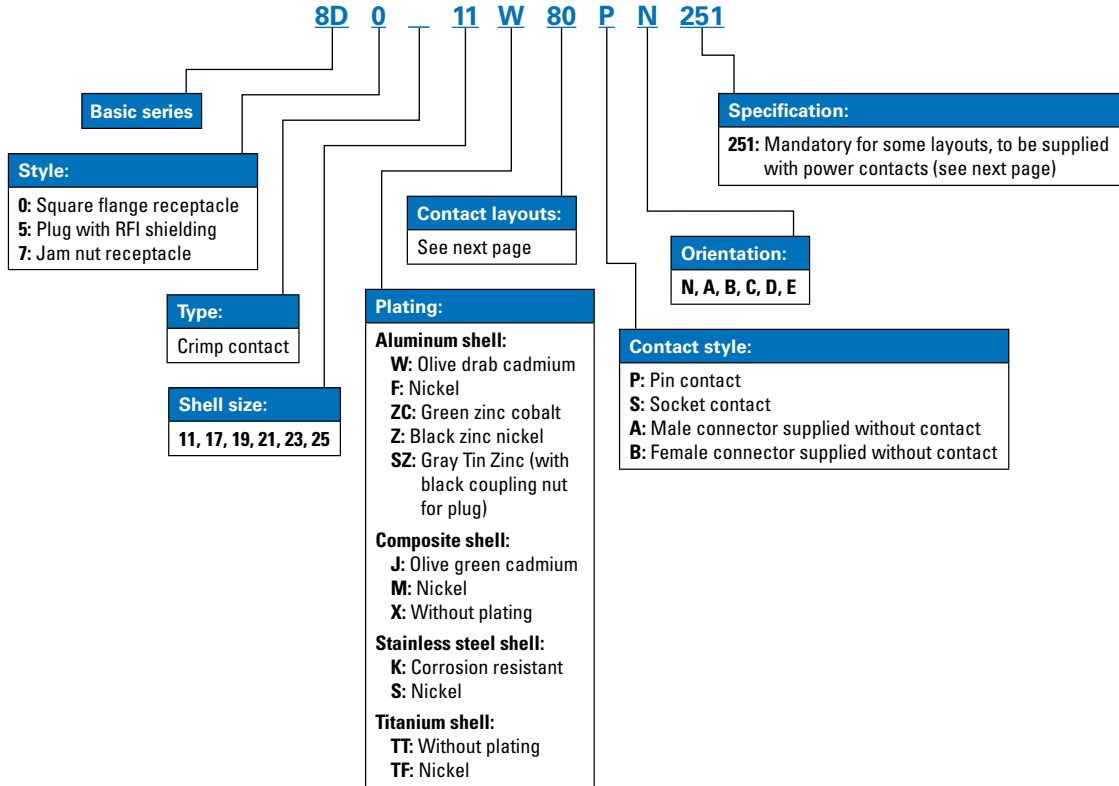 8D 0 _ 11 W 80 P N 251
Basic series
Style:
0: Square flange receptacle
5: Plug with RFI shielding
7: Jam nut receptacle
Type:
Crimp contact
Shell size:
11, 17, 19, 21, 23, 25
Plating:
Aluminum shell:
W: Olive drab cadmium
F: Nickel
ZC: Green zinc cobalt
Z: Black zinc nickel
SZ: Gray Tin Zinc (with
black coupling nut
for plug)
Composite shell:
J: Olive green cadmium
M: Nickel
X: Without plating
Stainless steel shell:
K: Corrosion resistant
S: Nickel
Titanium shell:
TT: Without plating
TF: Nickel
Contact layouts:
See next page
Contact style:
P: Pin contact
S: Socket contact
A: Male connector supplied without contact
B: Female connector supplied without contact
Orientation:
N, A, B, C, D, E
Specification:
251: Mandatory for some layouts, to be supplied
with power contacts (see next page)